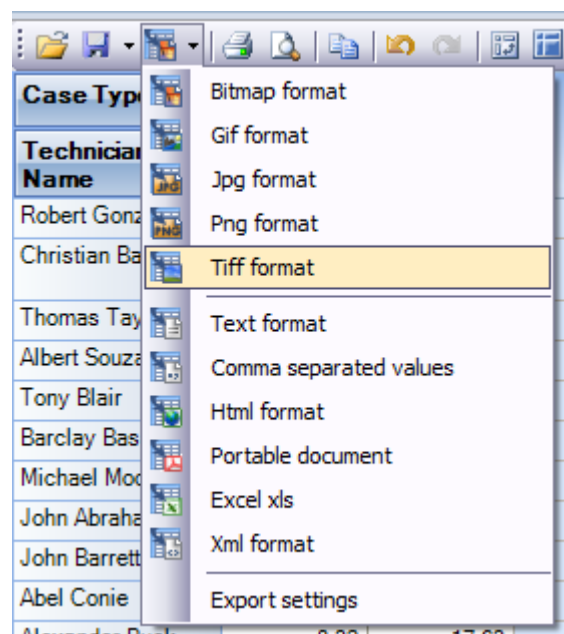 Case Typ
Technician
Name
Robert Gonz
Christian Ba
Thomas Tay
Albert Souza
Tony Blair
Barclay Bas
Michael Moo
John Abraha
John Barrett
Abel Conie
Bitmap format
Gif format
Jpg format
Png format
Tiff format
Text format
Comma separated values
Html format
Portable document
Excel xls
Xml format
Export settings